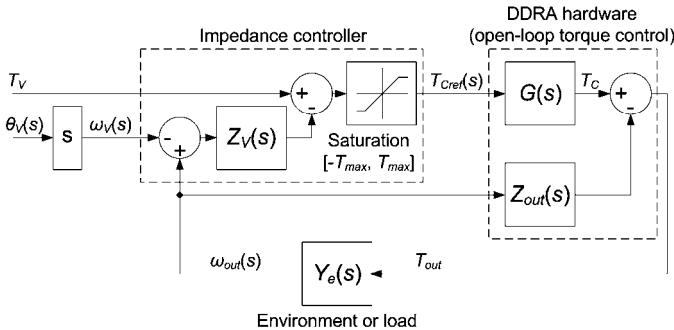 DDRA hardware
(open-loop torque control)
Impedance controller
T_V
+
-
T_Cref(s)
G(s)
T_C
+
-
θ_V(s)
s
ω_V(s)
-
+
Z_V(s)
Saturation
[-T_max, T_max]
Z_out(s)
ω_out(s)
Y_e(s)
T_out
Environment or load